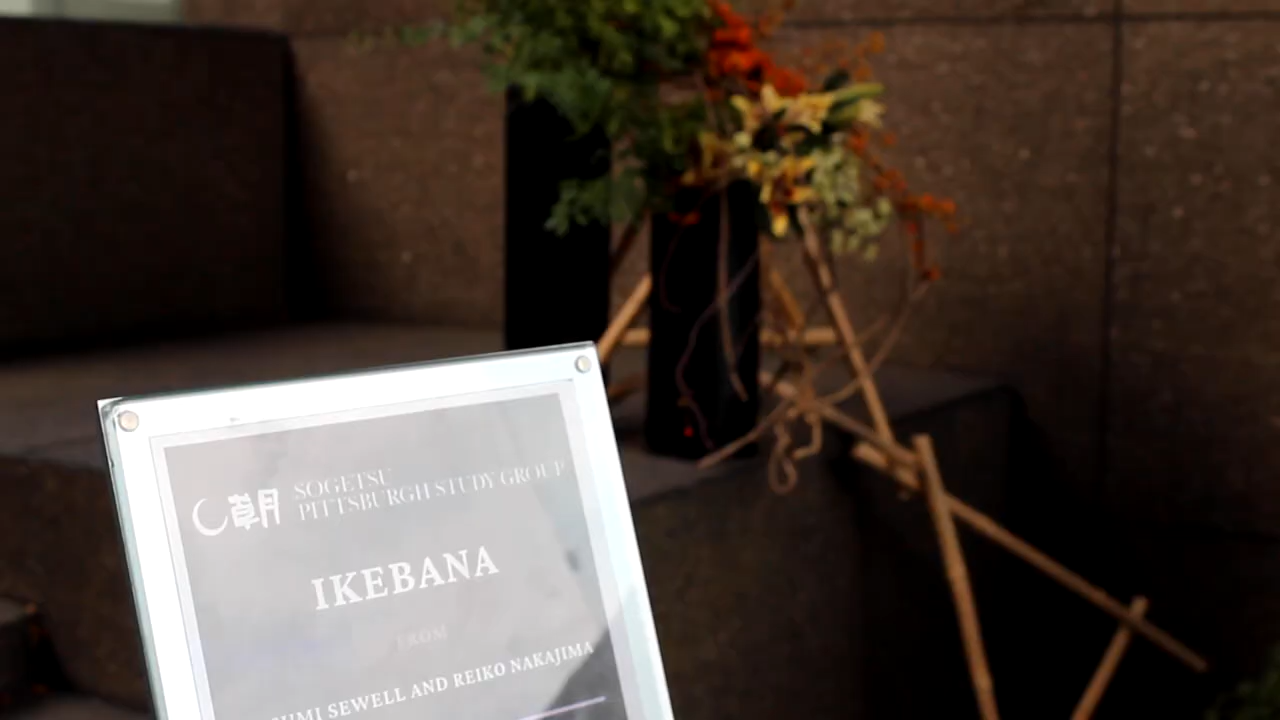 草月
SOGETSU
PITTSBURGH STUDY GROUP
IKEBANA
FROM
SEWELL AND REIKO NAKAJIMA